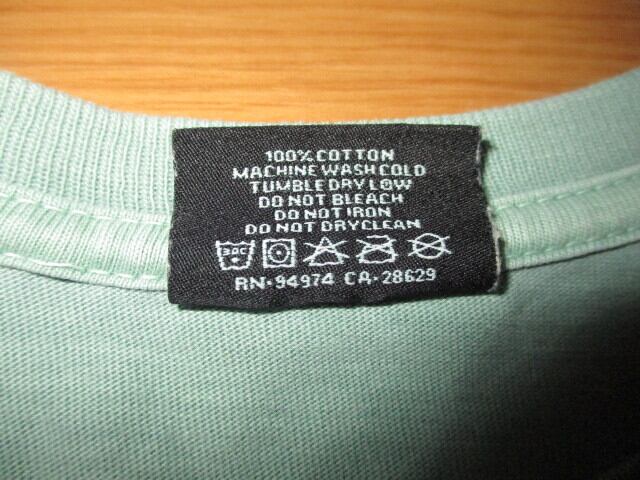 100% COTTON
MACHINE WASH COLD
TUMBLE DRY LOW
DO NOT BLEACH
DO NOT IRON
DO NOT DRYCLEAN
30C
RN-94974 CA-28629